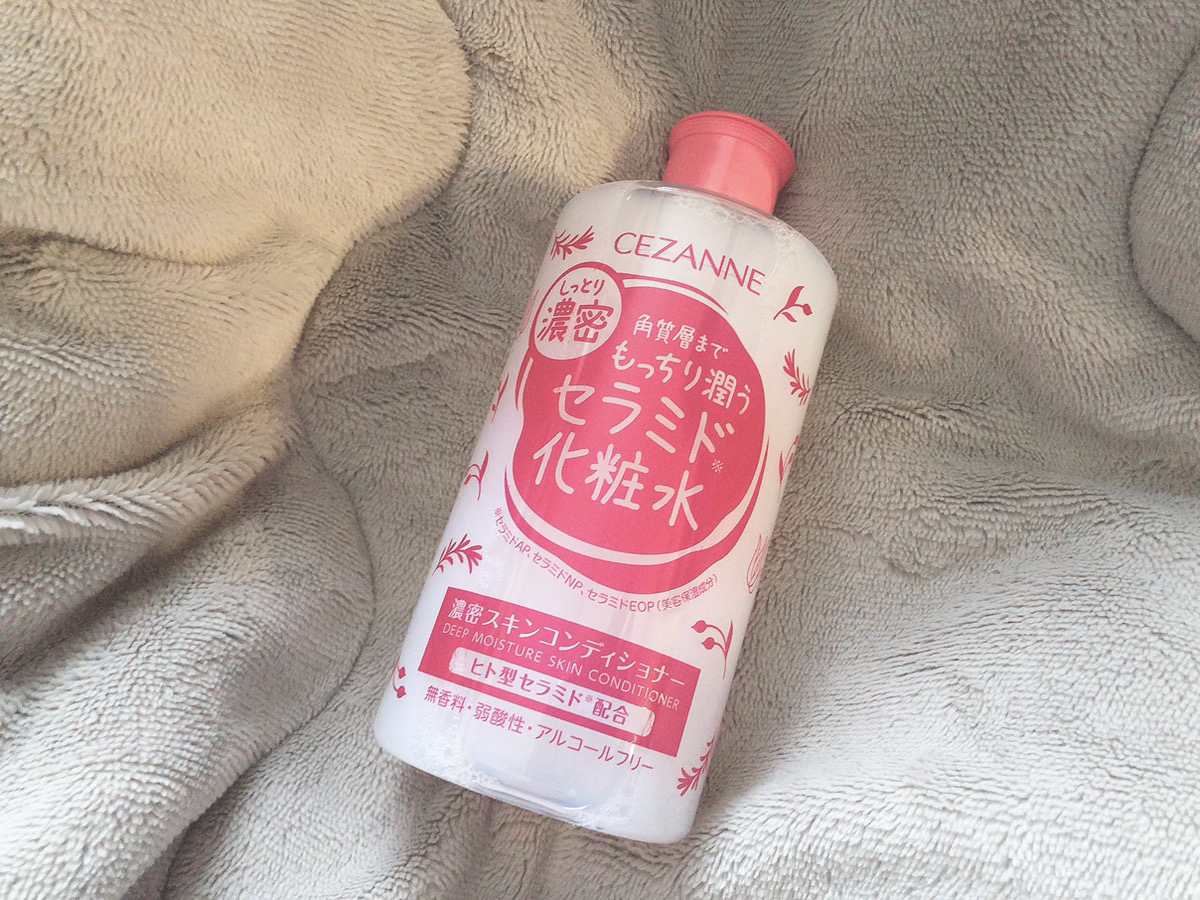 CEZANNE
しっとり
濃密
角質層まで
もっちり潤う
セラミド※
化粧水
※セラミドAP、セラミドNP、セラミドEOP(美容保湿成分)
濃密スキンコンディショナー
DEEP MOISTURE SKIN CONDITIONER
ヒト型セラミド※配合
無香料・弱酸性・アルコールフリー